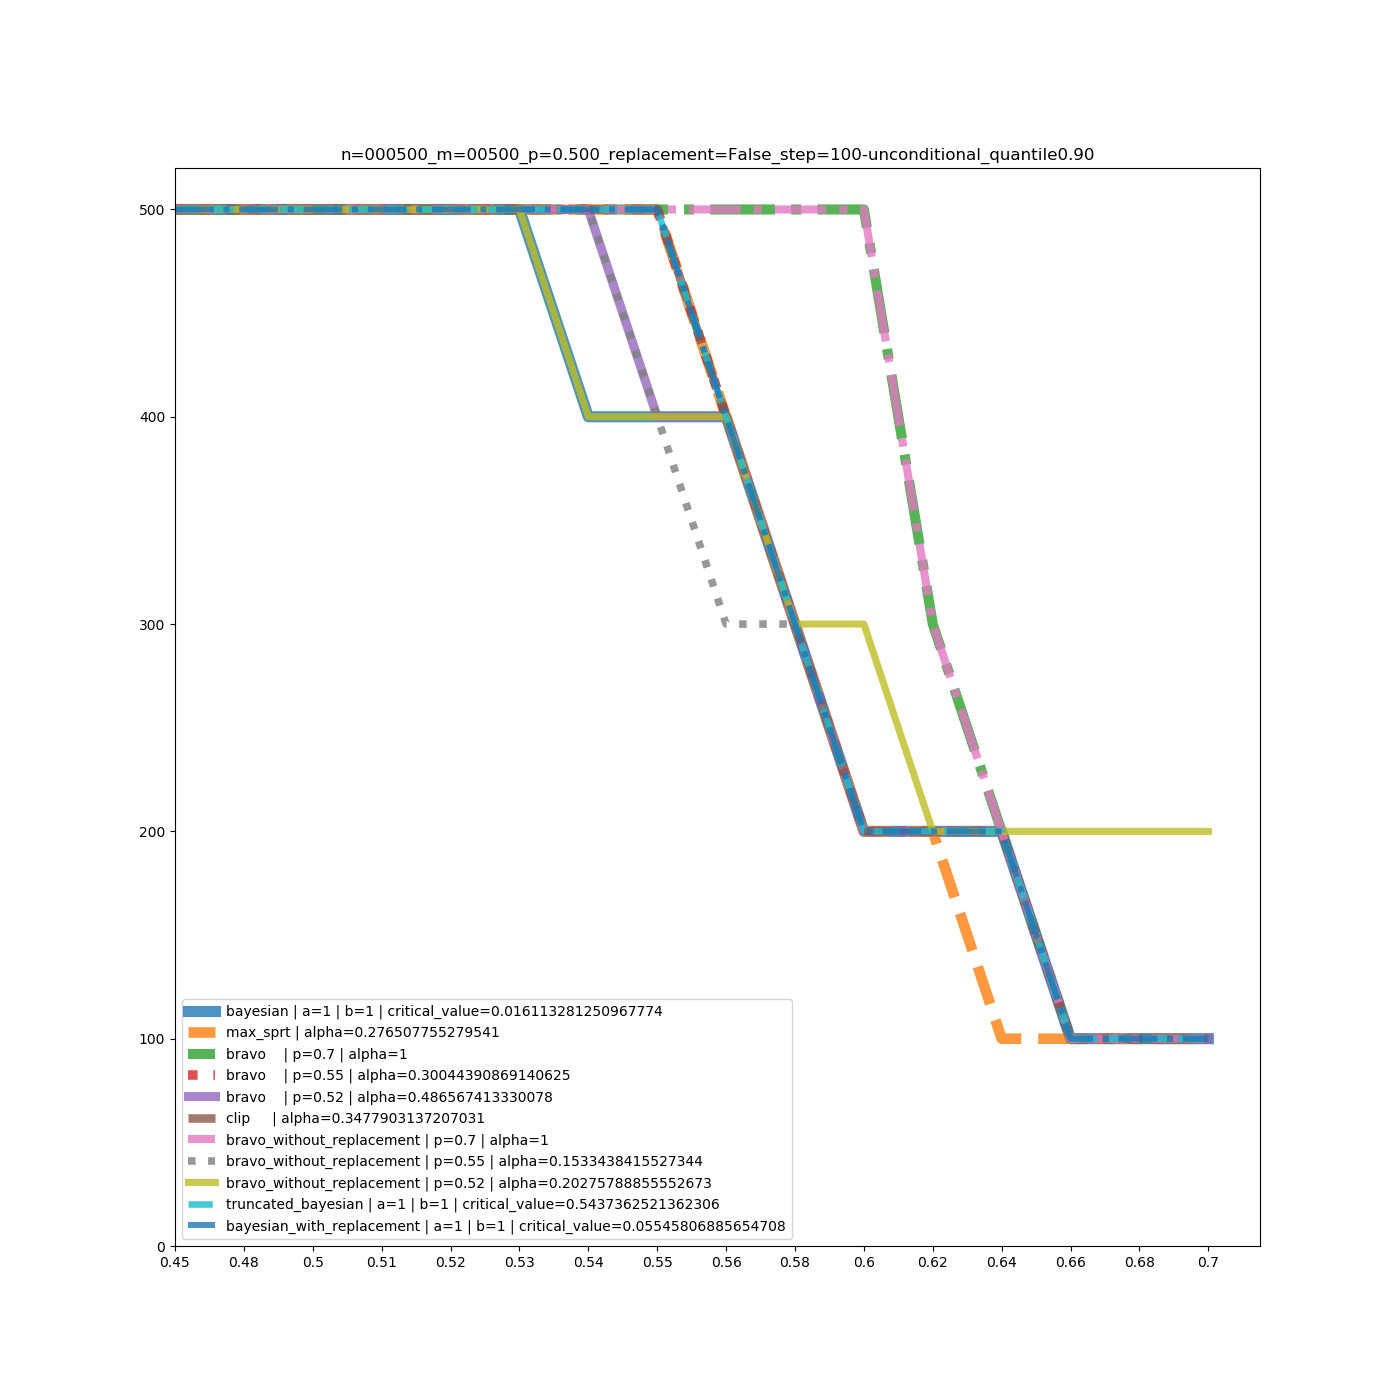 n=000500_m=00500_p=0.500_replacement=False_step=100-unconditional_quantile0.90
500
400
300
200
100
0
bayesian | a=1 | b=1 | critical_value=0.016113281250967774
max_sprt | alpha=0.276507755279541
bravo | p=0.7 | alpha=1
bravo | p=0.55 | alpha=0.30044390869140625
bravo | p=0.52 | alpha=0.486567413330078
clip | alpha=0.3477903137207031
bravo_without_replacement | p=0.7 | alpha=1
bravo_without_replacement | p=0.55 | alpha=0.1533438415527344
bravo_without_replacement | p=0.52 | alpha=0.20275788855552673
truncated_bayesian | a=1 | b=1 | critical_value=0.5437362521362306
bayesian_with_replacement | a=1 | b=1 | critical_value=0.05545806885654708
0.45 0.48 0.5 0.51 0.52 0.53 0.54 0.55 0.56 0.58 0.6 0.62 0.64 0.66 0.68 0.7